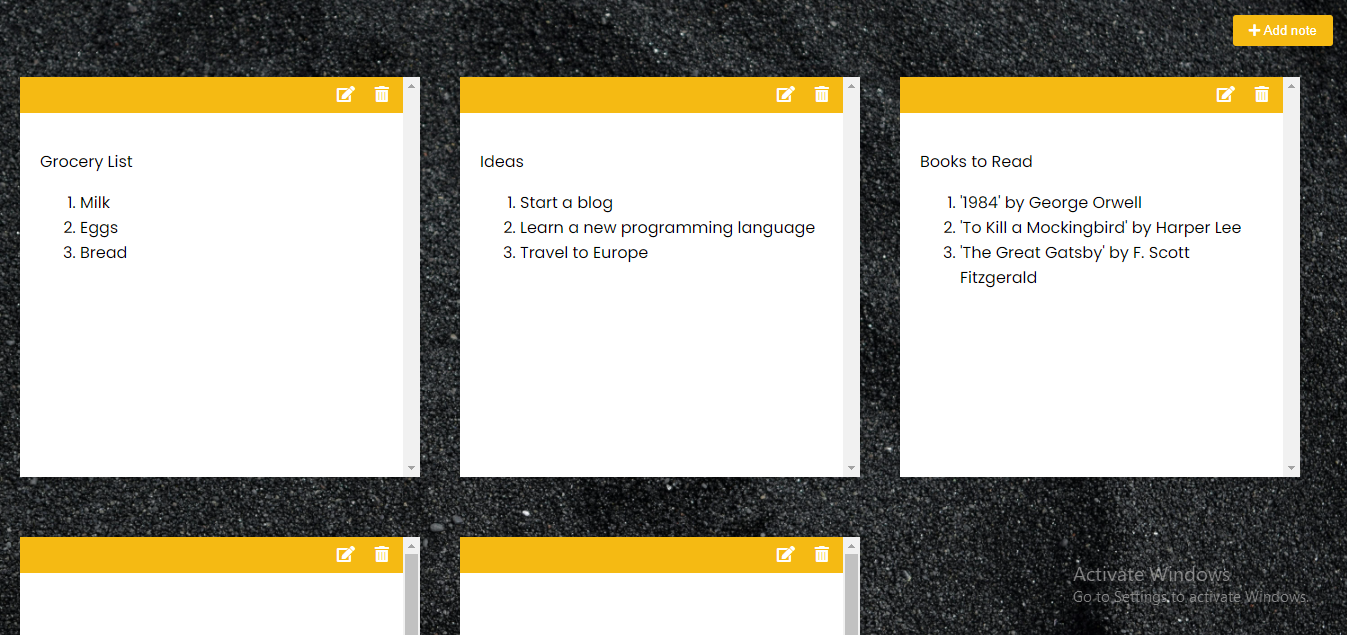 Add note
Grocery List
1. Milk
2. Eggs
3. Bread
Ideas
1. Start a blog
2. Learn a new programming language
3. Travel to Europe
Books to Read
1. '1984' by George Orwell
2. 'To Kill a Mockingbird' by Harper Lee
3. 'The Great Gatsby' by F. Scott
Fitzgerald
Activate Windows
Go to Settings to activate Windows.